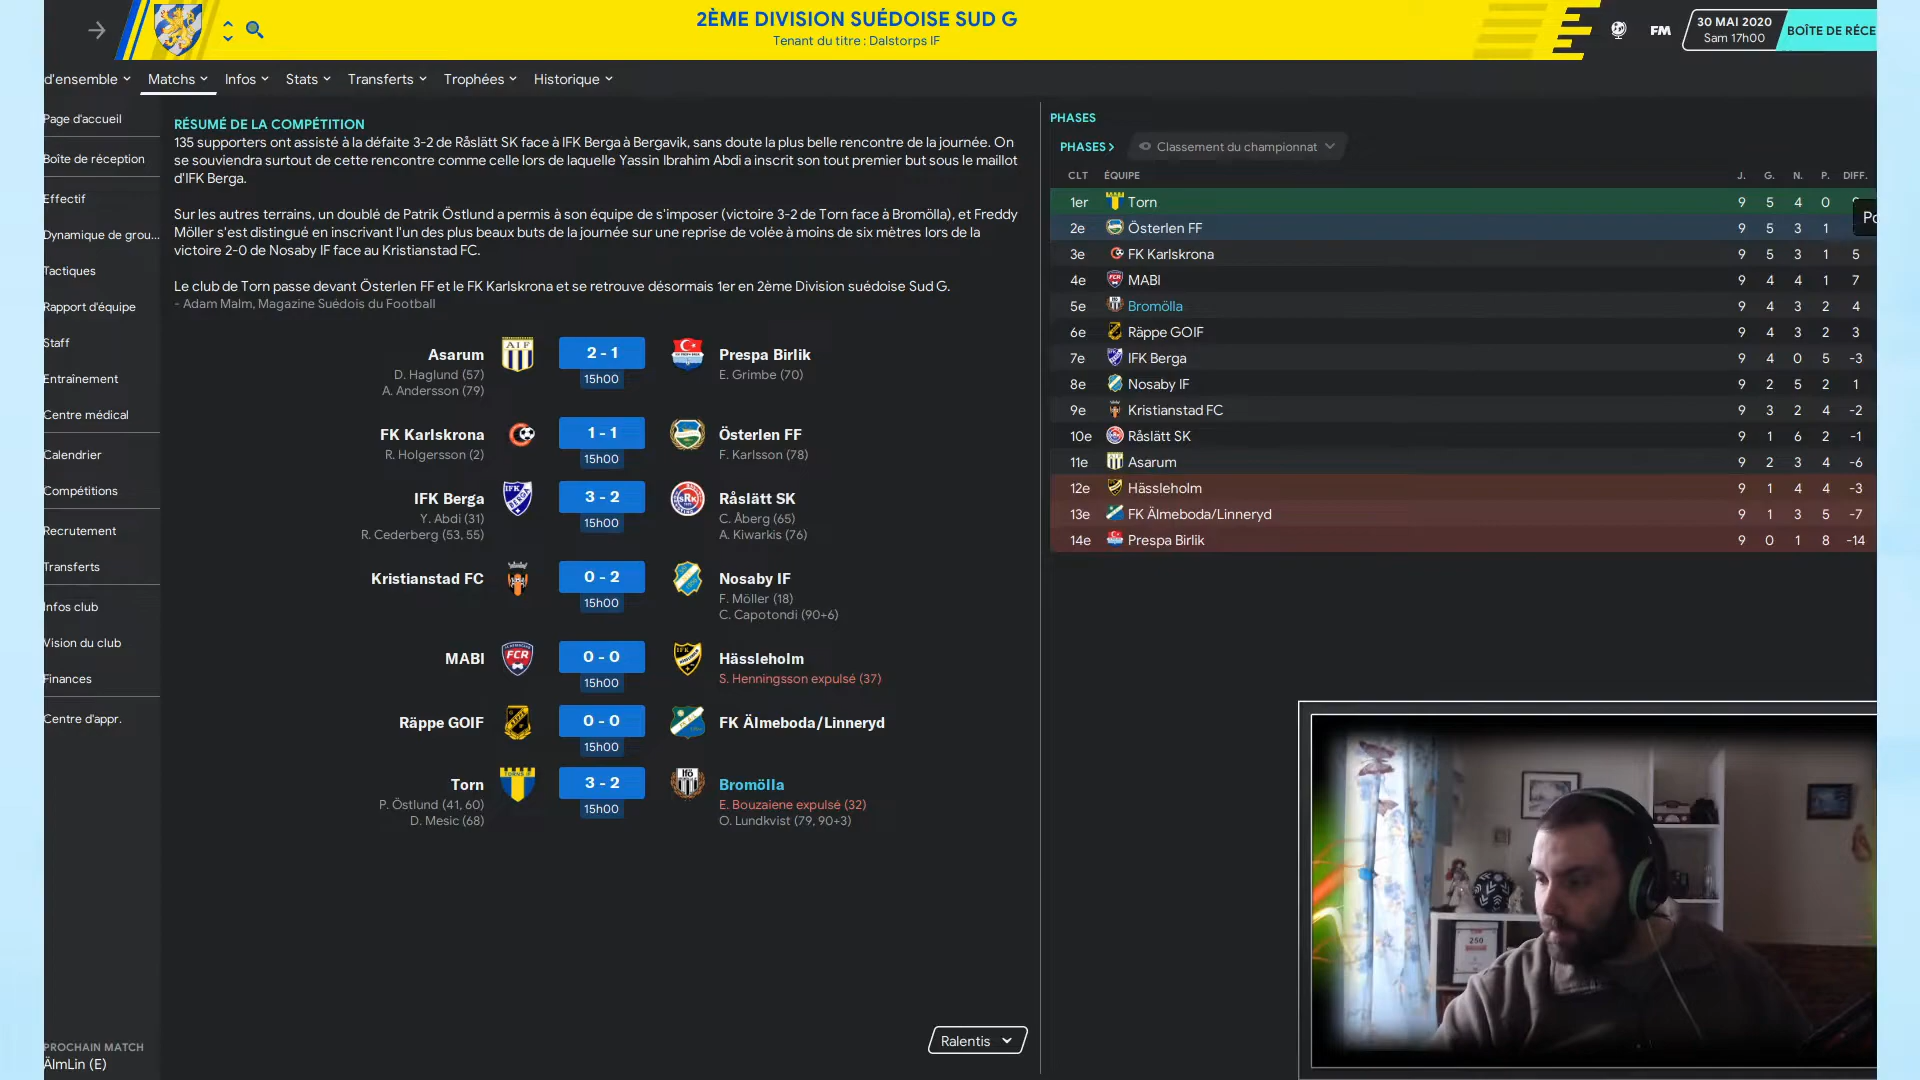 2ÈME DIVISION SUÉDOISE SUD G
Tenant du titre : Dalstorps IF
FM
30 MAI 2020
Sam 17h00
BOÎTE DE RÉCE
d'ensemble
Matchs
Infos
Stats
Transferts
Trophées
Historique
Page d'accueil
Boîte de réception
Effectif
Dynamique de grou...
Tactiques
Rapport d'équipe
Staff
Entraînement
Centre médical
Calendrier
Compétitions
Recrutement
Transferts
Infos club
Vision du club
Finances
Centre d'appr.
PROCHAIN MATCH
ÄlmLin (E)
RÉSUMÉ DE LA COMPÉTITION
135 supporters ont assisté à la défaite 3-2 de Råslätt SK face à IFK Berga à Bergavik, sans doute la plus belle rencontre de la journée. On
se souviendra surtout de cette rencontre comme celle lors de laquelle Yassin Ibrahim Abdi a inscrit son tout premier but sous le maillot
d'IFK Berga.
Sur les autres terrains, un doublé de Patrik Östlund a permis à son équipe de s'imposer (victoire 3-2 de Torn face à Bromölla), et Freddy
Möller s'est distingué en inscrivant l'un des plus beaux buts de la journée sur une reprise de volée à moins de six mètres lors de la
victoire 2-0 de Nosaby IF face au Kristianstad FC.
Le club de Torn passe devant Österlen FF et le FK Karlskrona et se retrouve désormais 1er en 2ème Division suédoise Sud G.
- Adam Malm, Magazine Suédois du Football
Asarum 2 - 1 Prespa Birlik
D. Haglund (57) 15h00 E. Grimbe (70)
A. Andersson (79)
FK Karlskrona 1 - 1 Österlen FF
R. Holgersson (2) 15h00 F. Karlsson (78)
IFK Berga 3 - 2 Råslätt SK
Y. Abdi (31) 15h00 C. Åberg (65)
R. Cederberg (53, 55) A. Kiwarkis (76)
Kristianstad FC 0 - 2 Nosaby IF
15h00 F. Möller (18)
C. Capotondi (90+6)
MABI 0 - 0 Hässleholm
15h00 S. Henningsson expulsé (37)
Räppe GOIF 0 - 0 FK Älmeboda/Linneryd
15h00
Torn 3 - 2 Bromölla
P. Östlund (41, 60) 15h00 E. Bouzaiene expulsé (32)
D. Mesic (68) O. Lundkvist (79, 90+3)
Ralentis
PHASES
PHASES > Classement du championnat
CLT ÉQUIPE J. G. N. P. DIFF.
1er Torn 9 5 4 0
Po
2e Österlen FF 9 5 3 1
3e FK Karlskrona 9 5 3 1 5
4e MABI 9 4 4 1 7
5e Bromölla 9 4 3 2 4
6e Räppe GOIF 9 4 3 2 3
7e IFK Berga 9 4 0 5 -3
8e Nosaby IF 9 2 5 2 1
9e Kristianstad FC 9 3 2 4 -2
10e Råslätt SK 9 1 6 2 -1
11e Asarum 9 2 3 4 -6
12e Hässleholm 9 1 4 4 -3
13e FK Älmeboda/Linneryd 9 1 3 5 -7
14e Prespa Birlik 9 0 1 8 -14
250